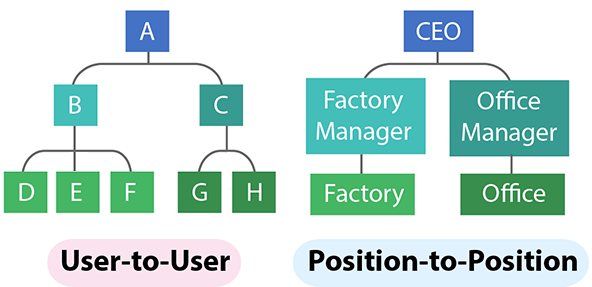 A
B
C
D
E
F
G
H
User-to-User
CEO
Factory
Manager
Office
Manager
Factory
Office
Position-to-Position